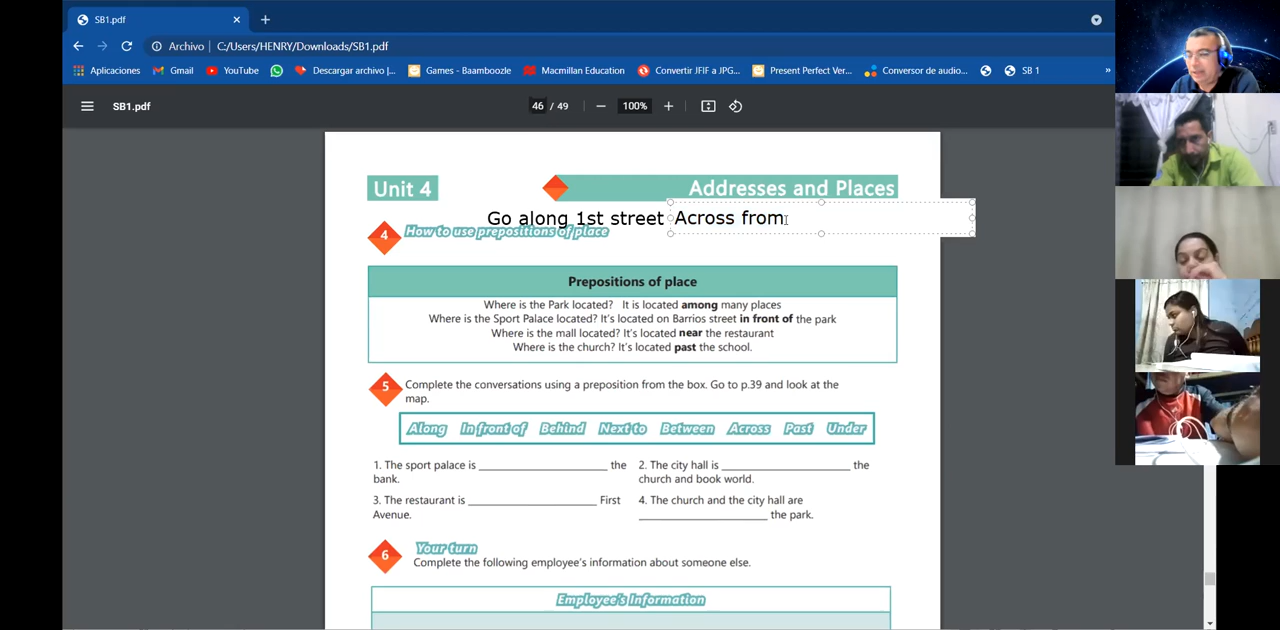 SB1.pdf
Archivo C:/Users/HENRY/Downloads/SB1.pdf
Aplicaciones Gmail YouTube Descargar archivo |... Games - Baamboozle Macmillan Education Convertir JFIF a JPG... Present Perfect Ver... Conversor de audio... SB 1 »
SB1.pdf 46 / 49 100%
Unit 4 Addresses and Places
Go along 1st street Across from
4 How to use prepositions of place
Prepositions of place
Where is the Park located? It is located among many places
Where is the Sport Palace located? It's located on Barrios street in front of the park
Where is the mall located? It's located near the restaurant
Where is the church? It's located past the school.
5 Complete the conversations using a preposition from the box. Go to p.39 and look at the
map.
Along In front of Behind Next to Between Across Past Under
1. The sport palace is ____________________ the
bank.
2. The city hall is ____________________ the
church and book world.
3. The restaurant is ____________________ First
Avenue.
4. The church and the city hall are
____________________ the park.
6 Your turn
Complete the following employee's information about someone else.
Employee's Information